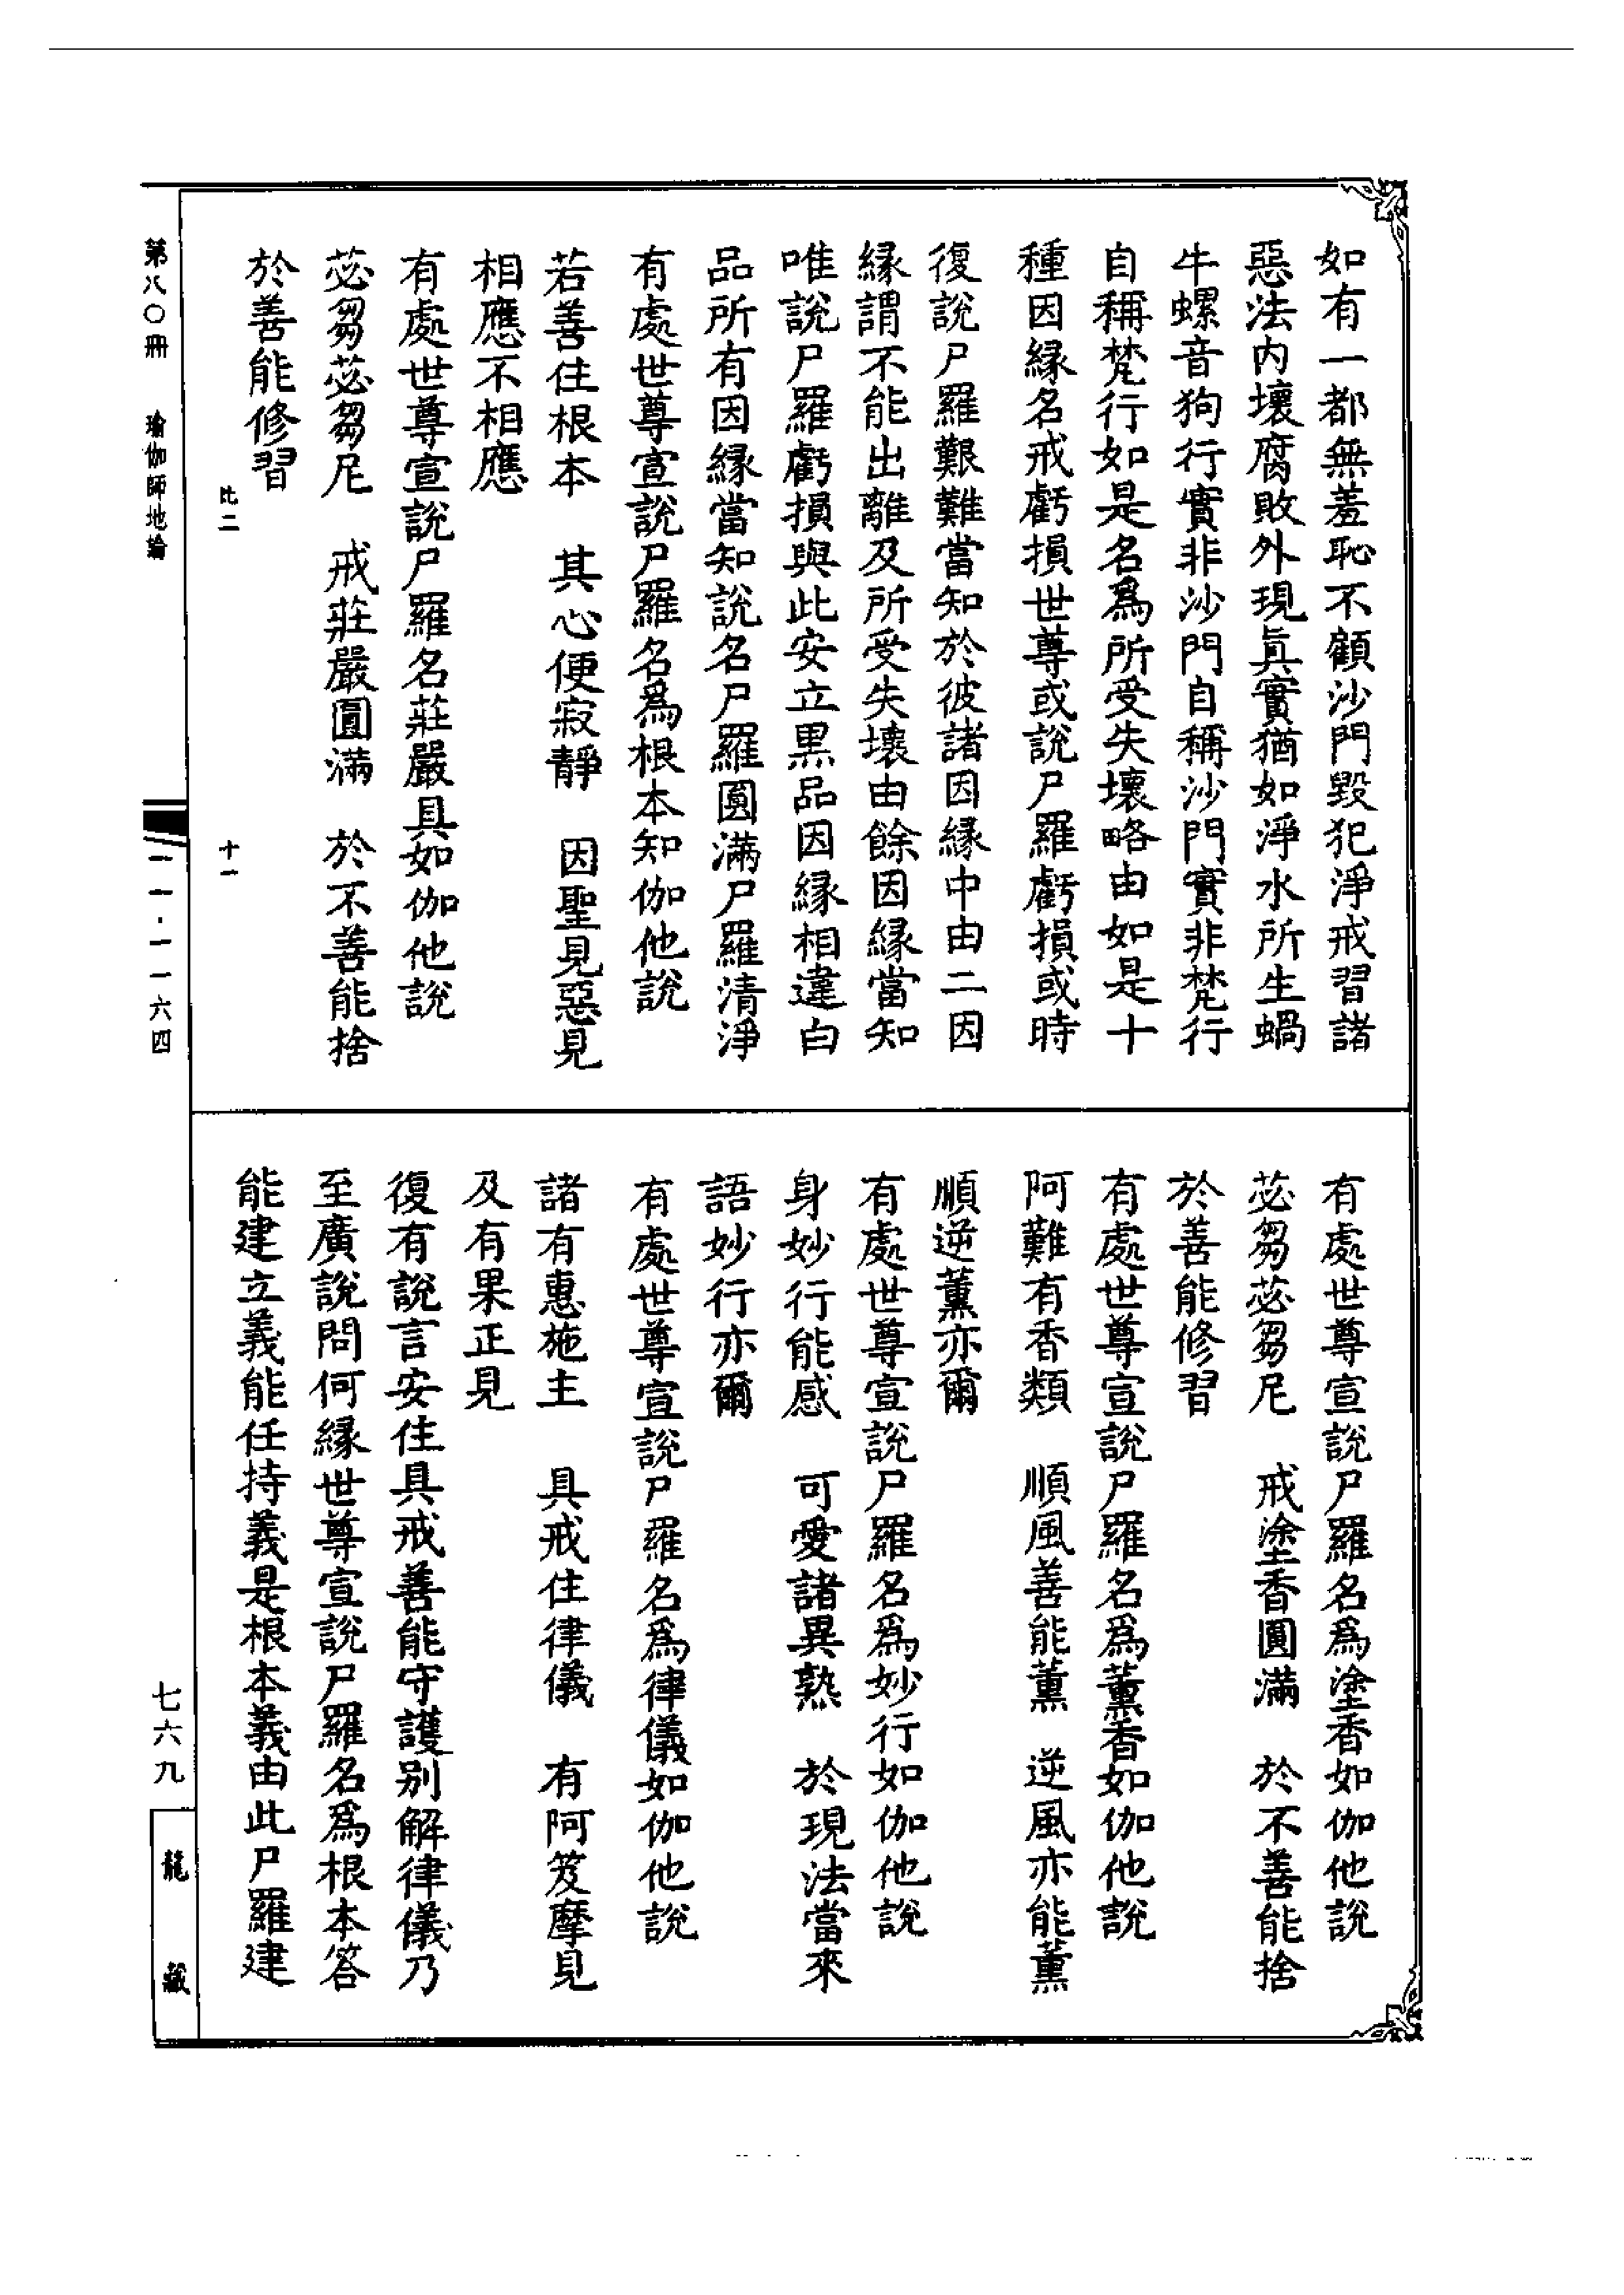 如有一都無羞恥不顧沙門毀犯淨戒習諸
惡法内壞腐敗外現眞實猶如淨水所生蝸
牛螺音狗行實非沙門自稱沙門實非梵行
自稱梵行如是名爲所受失壞略由如是十
種因緣名戒虧損世尊或說尸羅虧損或時
復說尸羅艱難當知於彼諸因緣中由二因
緣謂不能出離及所受失壞由餘因緣當知
唯說尸羅虧損與此安立黑品因緣相違白
品所有因緣當知說名尸羅圓滿尸羅清淨
有處世尊宣說尸羅名爲根本如伽他說
若善住根本　其心便寂靜　因聖見惡見
相應不相應
有處世尊宣說尸羅名莊嚴具如伽他說
苾芻苾芻尼　戒莊嚴圓滿　於不善能捨
於善能修習
比二　十一
有處世尊宣說尸羅名爲塗香如伽他說
苾芻苾芻尼　戒塗香圓滿　於不善能捨
於善能修習
有處世尊宣說尸羅名爲薰香如伽他說
阿難有香類　順風善能薰　逆風亦能薰
順逆薰亦爾
有處世尊宣說尸羅名爲妙行如伽他說
身妙行能感　可愛諸異熟　於現法當來
語妙行亦爾
有處世尊宣說尸羅名爲律儀如伽他說
諸有惠施主　具戒住律儀　有阿笈摩見
及有果正見
復有說言安住具戒善能守護別解律儀乃
至廣說問何緣世尊宣說尸羅名爲根本答
能建立義能任持義是根本義由此尸羅建
第八〇冊　瑜伽師地論
一一·一一六四
七六九
龍藏